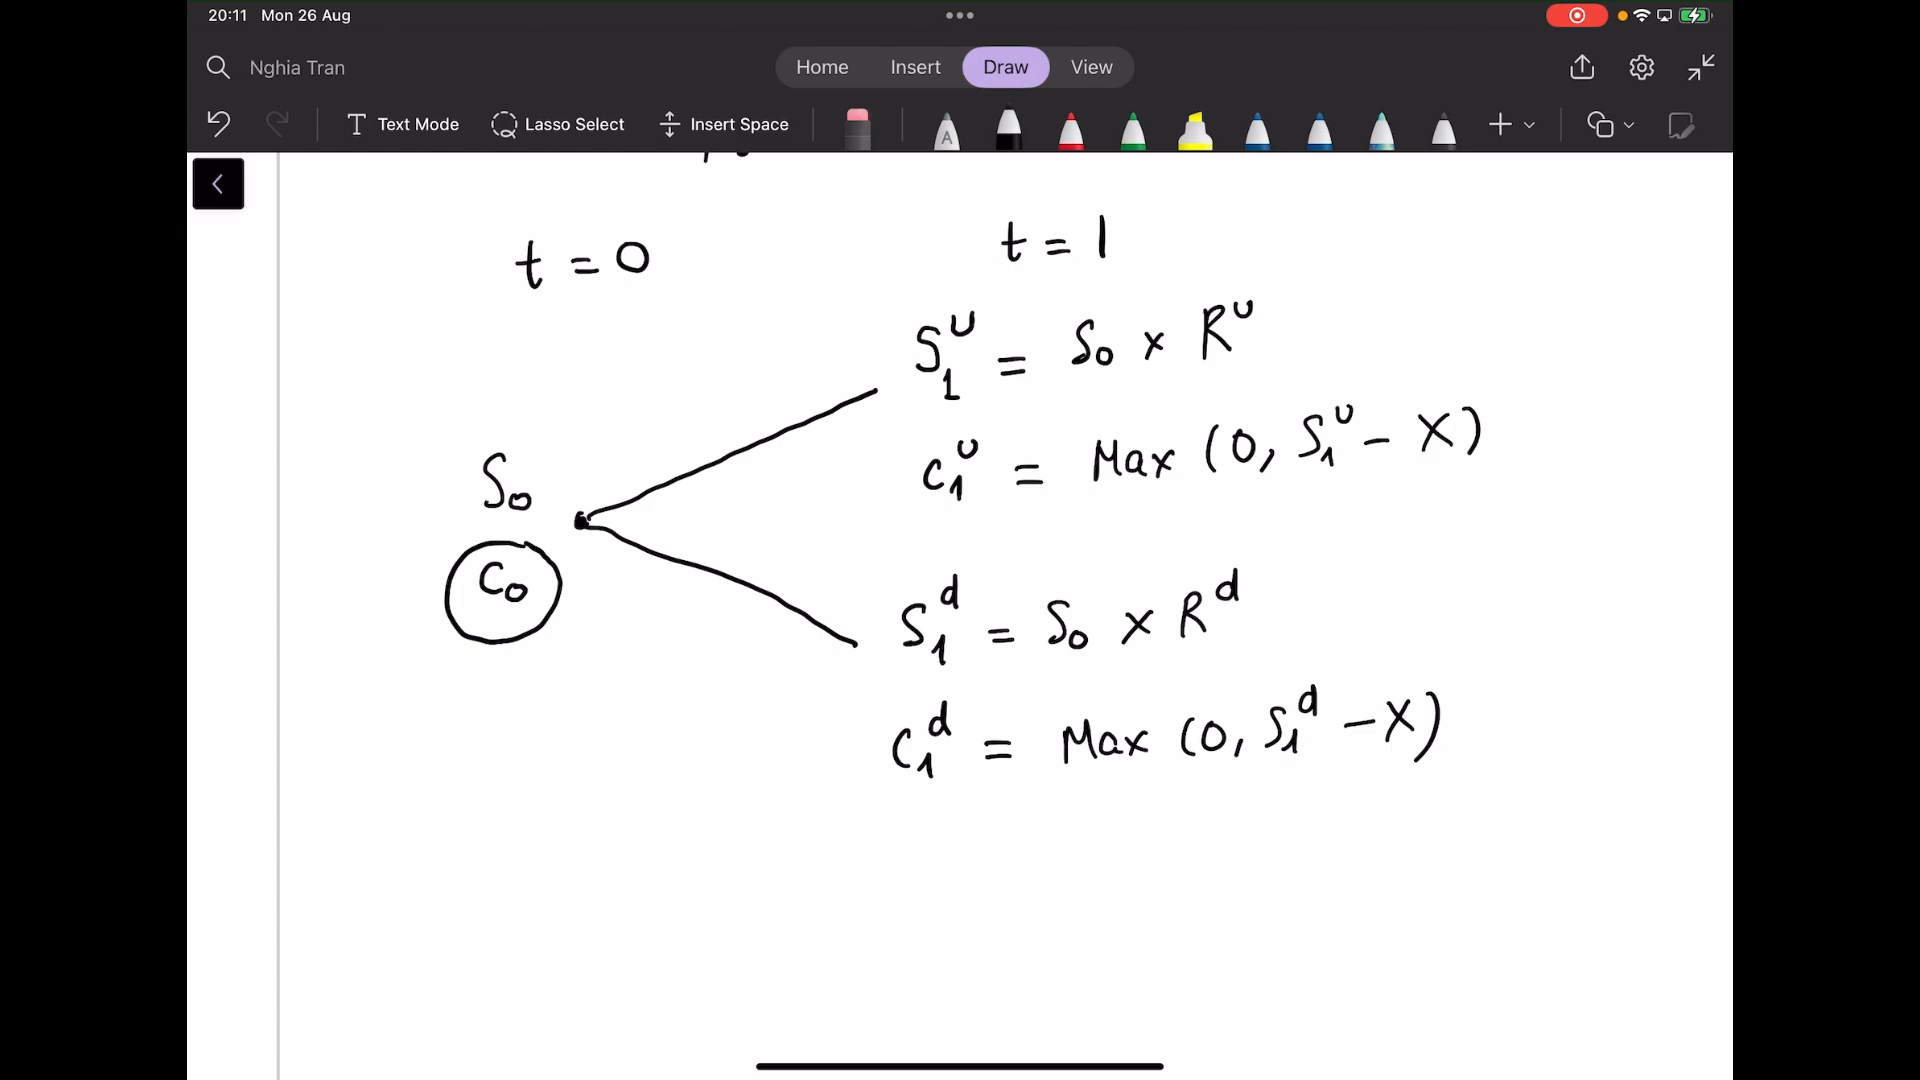 20:11 Mon 26 Aug
Nghia Tran
Home Insert Draw View
Text Mode Lasso Select Insert Space
A
t = 0
t = 1
S₁ᵁ = S₀ × Rᵁ
C₁ᵁ = Max (0, S₁ᵁ - X)
S₀
C₀
S₁ᵈ = S₀ × Rᵈ
C₁ᵈ = Max (0, S₁ᵈ - X)